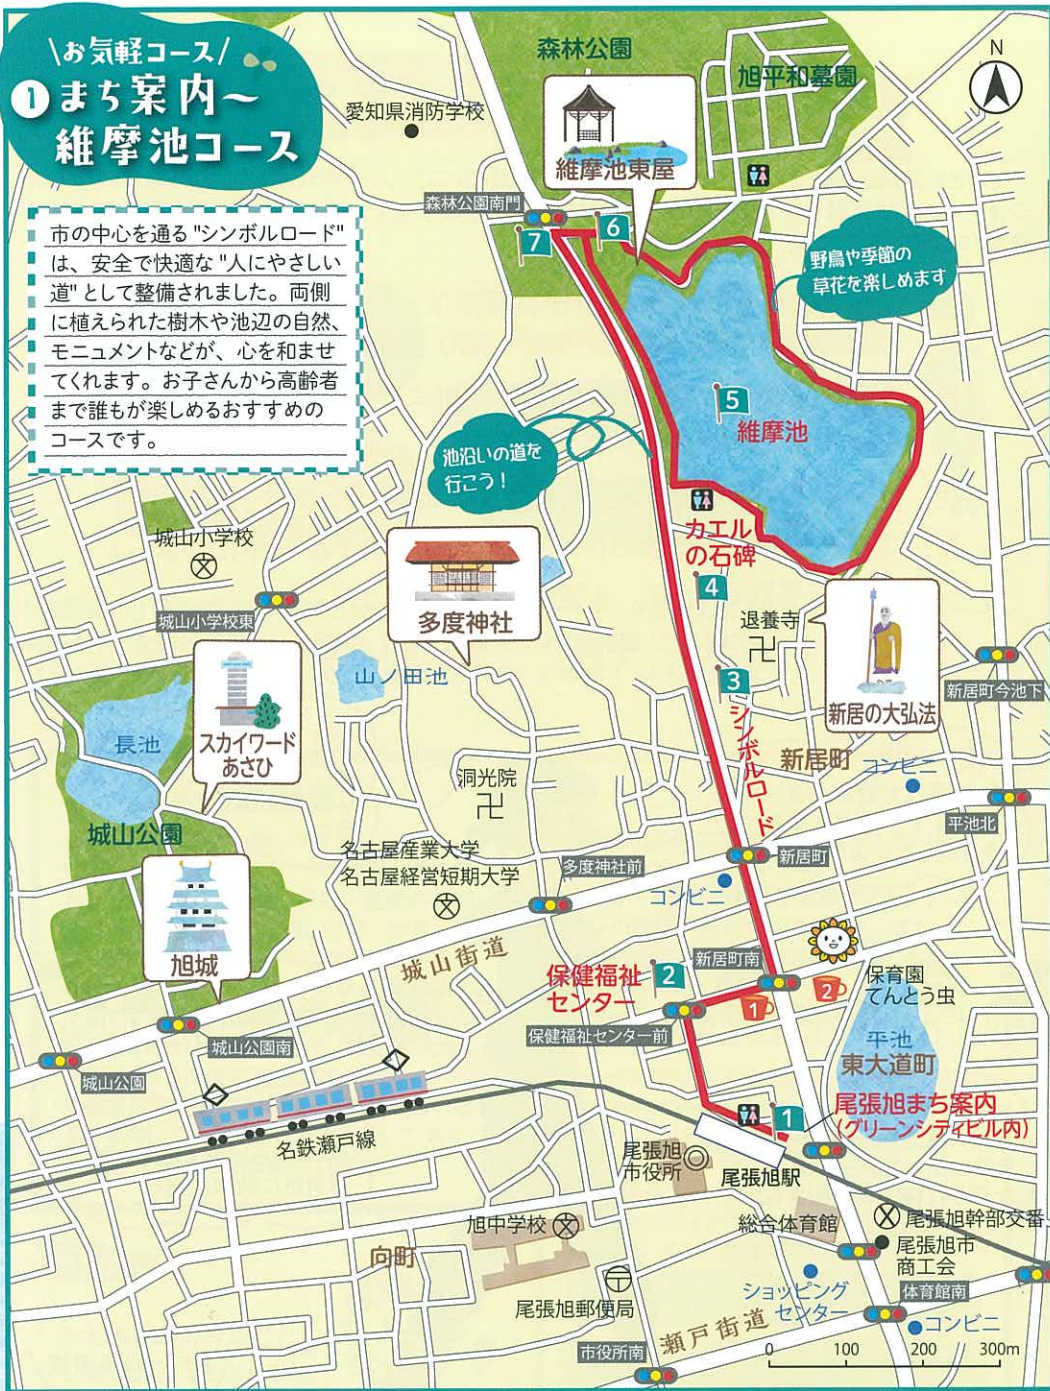 \お気軽コース/
❶まち案内～
維摩池コース
市の中心を通る"シンボルロード"
は、安全で快適な"人にやさしい
道"として整備されました。両側
に植えられた樹木や池辺の自然、
モニュメントなどが、心を和ませ
てくれます。お子さんから高齢者
まで誰もが楽しめるおすすめの
コースです。
森林公園
旭平和墓園
N
愛知県消防学校
維摩池東屋
森林公園南門
7
6
野鳥や季節の
草花を楽しめます
5
維摩池
池沿いの道を
行こう!
カエル
の石碑
4
城山小学校
文
城山小学校東
多度神社
退養寺
卍
新居の大弘法
新居町今池下
山ノ田池
3
シンボルロード
スカイワード
あさひ
長池
城山公園
新居町
コンビニ
洞光院
卍
平池北
名古屋産業大学
名古屋経営短期大学
文
多度神社前
新居町
コンビニ
旭城
城山街道
新居町南
保健福祉
センター
2
1
2
保育園
てんとう虫
保健福祉センター前
平池
東大道町
城山公園南
城山公園
名鉄瀬戸線
1
尾張旭まち案内
(グリーンシティビル内)
尾張旭
市役所
尾張旭駅
旭中学校
文
総合体育館
尾張旭幹部交番
尾張旭市
商工会
向町
〒
尾張旭郵便局
ショッピング
センター
体育館南
瀬戸街道
コンビニ
市役所南
0 100 200 300m